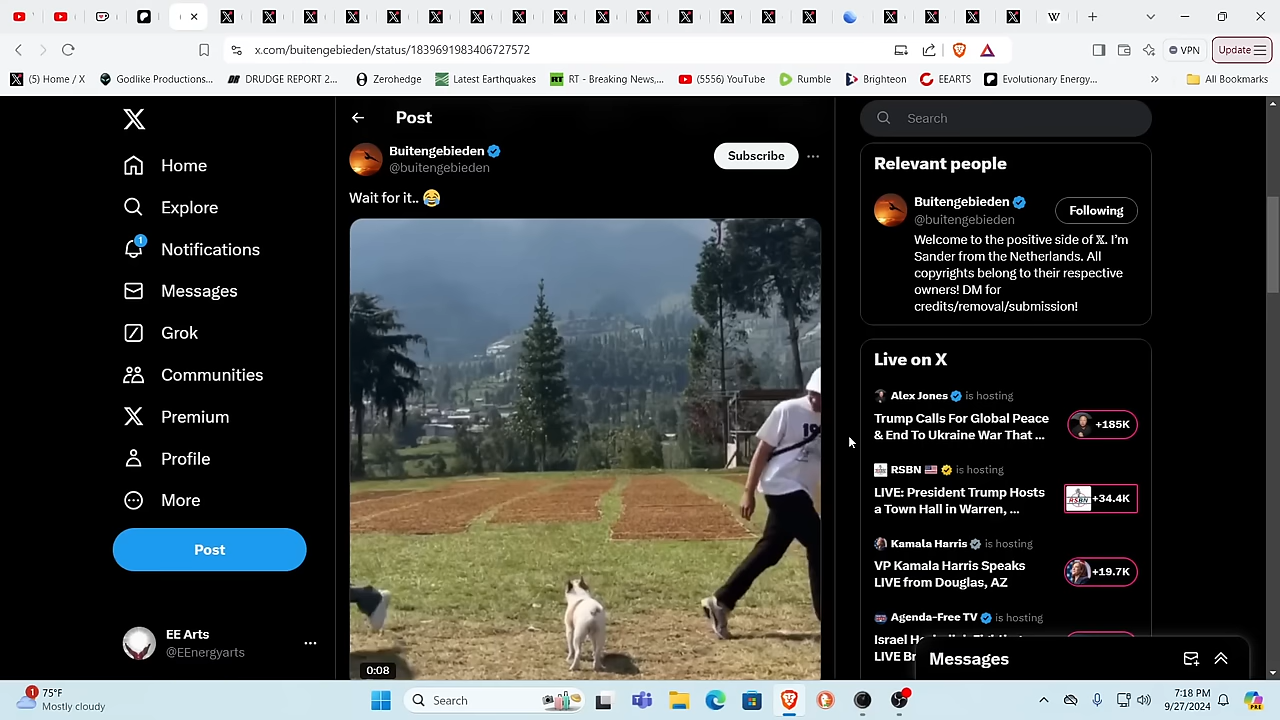 x.com/buitengebieden/status/1839691983406727572
VPN
Update
(5) Home / X
Godlike Productions...
DRUDGE REPORT 2...
Zerohedge
Latest Earthquakes
RT
RT - Breaking News,...
(5556) YouTube
Rumble
Brighteon
EEARTS
Evolutionary Energy...
All Bookmarks
Home
Explore
1
Notifications
Messages
Grok
Communities
Premium
Profile
More
Post
EE Arts
@EEnergyarts
Post
Buitengebieden
@buitengebieden
Subscribe
Wait for it.. 😂
19
0:08
Search
Relevant people
Buitengebieden
@buitengebieden
Following
Welcome to the positive side of 𝕏. I'm
Sander from the Netherlands. All
copyrights belong to their respective
owners! DM for
credits/removal/submission!
Live on X
Alex Jones is hosting
Trump Calls For Global Peace
& End To Ukraine War That ...
+185K
RSBN 🇺🇸 is hosting
LIVE: President Trump Hosts
a Town Hall in Warren, ...
RSBN
+34.4K
Kamala Harris is hosting
VP Kamala Harris Speaks
LIVE from Douglas, AZ
+19.7K
Agenda-Free TV is hosting
Messages
1
75°F
Mostly cloudy
Search
7:18 PM
9/27/2024
PRE